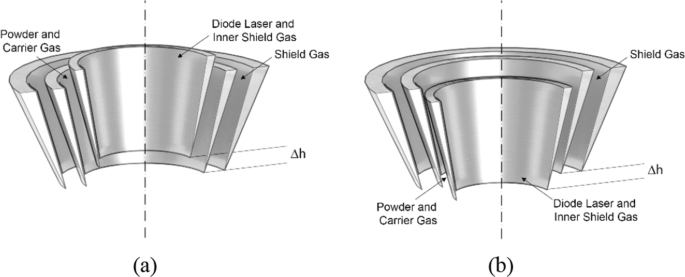 Powder and
Carrier Gas
Diode Laser and
Inner Shield Gas
Shield Gas
Δh
(a)
Shield Gas
Δh
Powder and
Carrier Gas
Diode Laser and
Inner Shield Gas
(b)